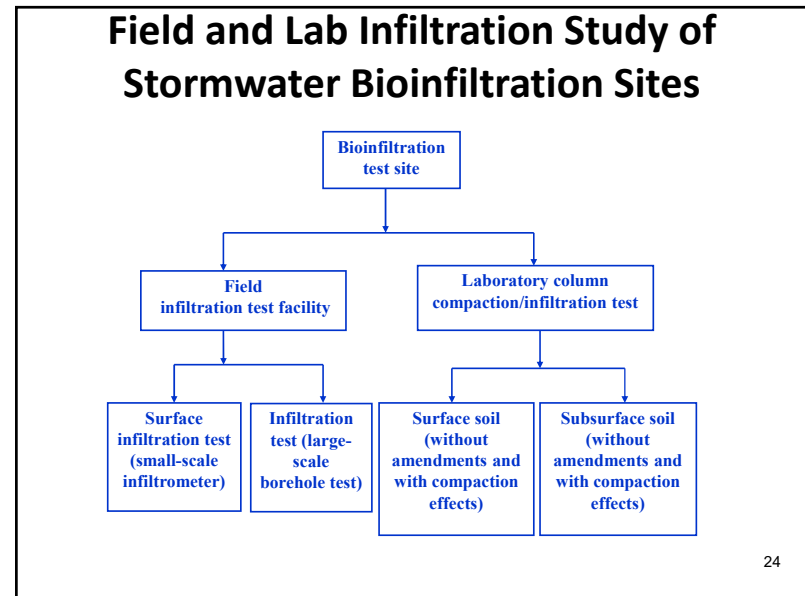 Field and Lab Infiltration Study of
Stormwater Bioinfiltration Sites
Bioinfiltration
test site
Field
infiltration test facility
Laboratory column
compaction/infiltration test
Surface
infiltration test
(small-scale
infiltrometer)
Infiltration
test (large-
scale
borehole test)
Surface soil
(without
amendments and
with compaction
effects)
Subsurface soil
(without
amendments and
with compaction
effects)
24